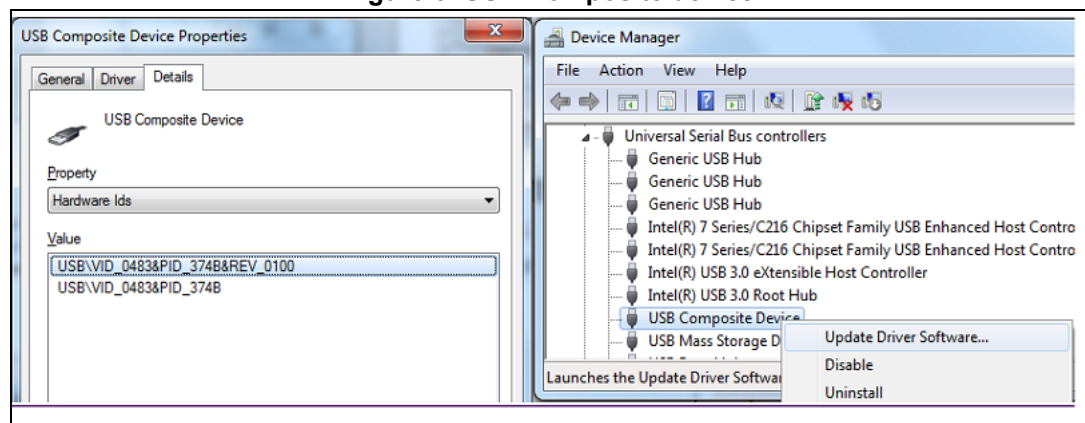 USB Composite Device Properties
General
Driver
Details
USB Composite Device
Property
Hardware Ids
Value
USB\VID_0483&PID_374B&REV_0100
USB\VID_0483&PID_374B
Device Manager
File Action View Help
Universal Serial Bus controllers
Generic USB Hub
Generic USB Hub
Generic USB Hub
Intel(R) 7 Series/C216 Chipset Family USB Enhanced Host Contro
Intel(R) 7 Series/C216 Chipset Family USB Enhanced Host Contro
Intel(R) USB 3.0 eXtensible Host Controller
Intel(R) USB 3.0 Root Hub
USB Composite Device
USB Mass Storage D
Launches the Update Driver Softwa
Update Driver Software...
Disable
Uninstall